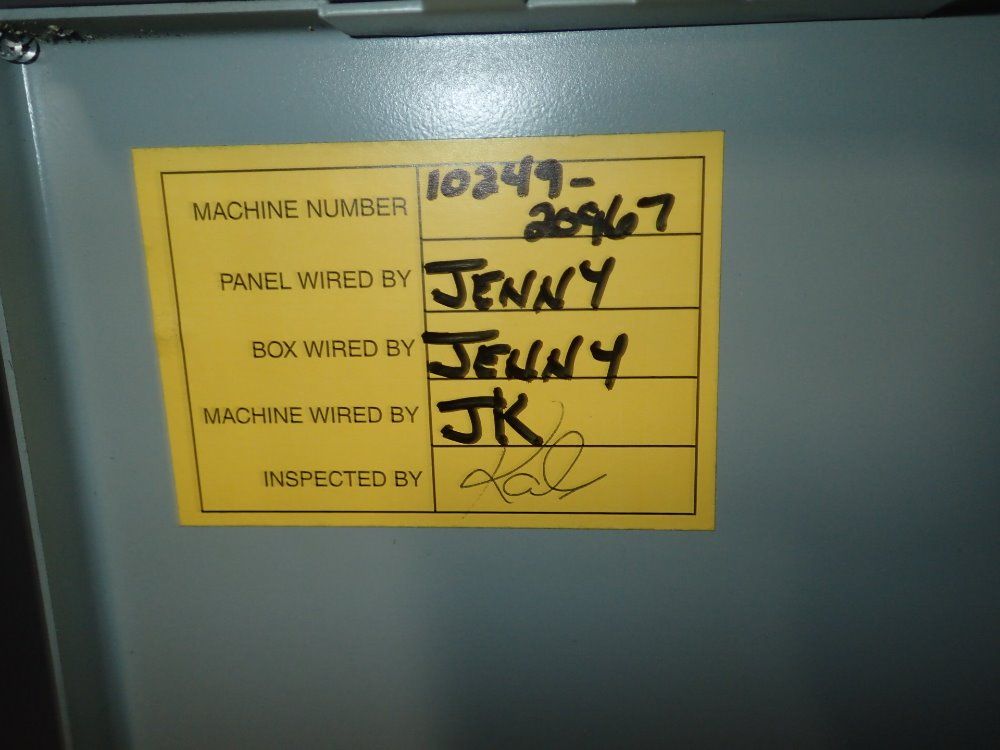 MACHINE NUMBER 10249-
20967
PANEL WIRED BY JENNY
BOX WIRED BY JENNY
MACHINE WIRED BY JK
INSPECTED BY